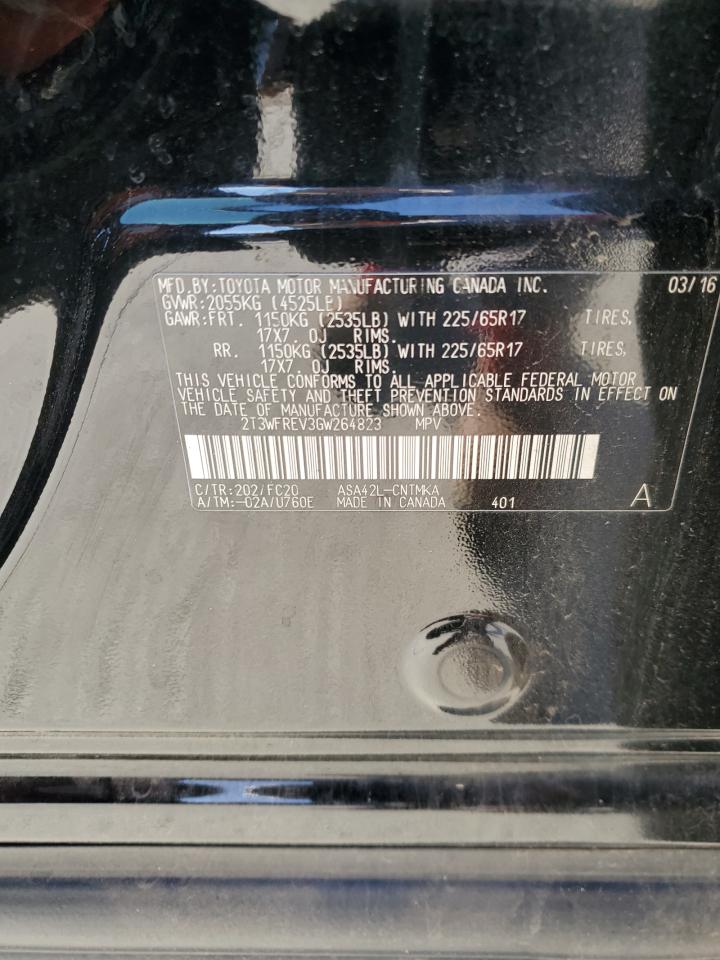 MFD.BY:TOYOTA MOTOR MANUFACTURING CANADA INC. 03/16
GVWR:2055KG (4525LB)
GAWR:FRT. 1150KG (2535LB) WITH 225/65R17 TIRES,
17X7.0J RIMS.
RR. 1150KG (2535LB) WITH 225/65R17 TIRES,
17X7.0J RIMS.
THIS VEHICLE CONFORMS TO ALL APPLICABLE FEDERAL MOTOR
VEHICLE SAFETY AND THEFT PREVENTION STANDARDS IN EFFECT ON
THE DATE OF MANUFACTURE SHOWN ABOVE.
2T3WFREV3GW264823 MPV
C/TR:202/FC20 ASA42L-CNTMKA
A/TM:-02A/U760E MADE IN CANADA 401 A